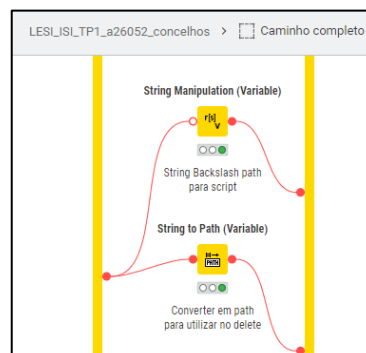 LESI_ISI_TP1_a26052_concelhos > Caminho completo
String Manipulation (Variable)
r[s]
v
String Backslash path
para script
String to Path (Variable)
PATH
Converter em path
para utilizar no delete